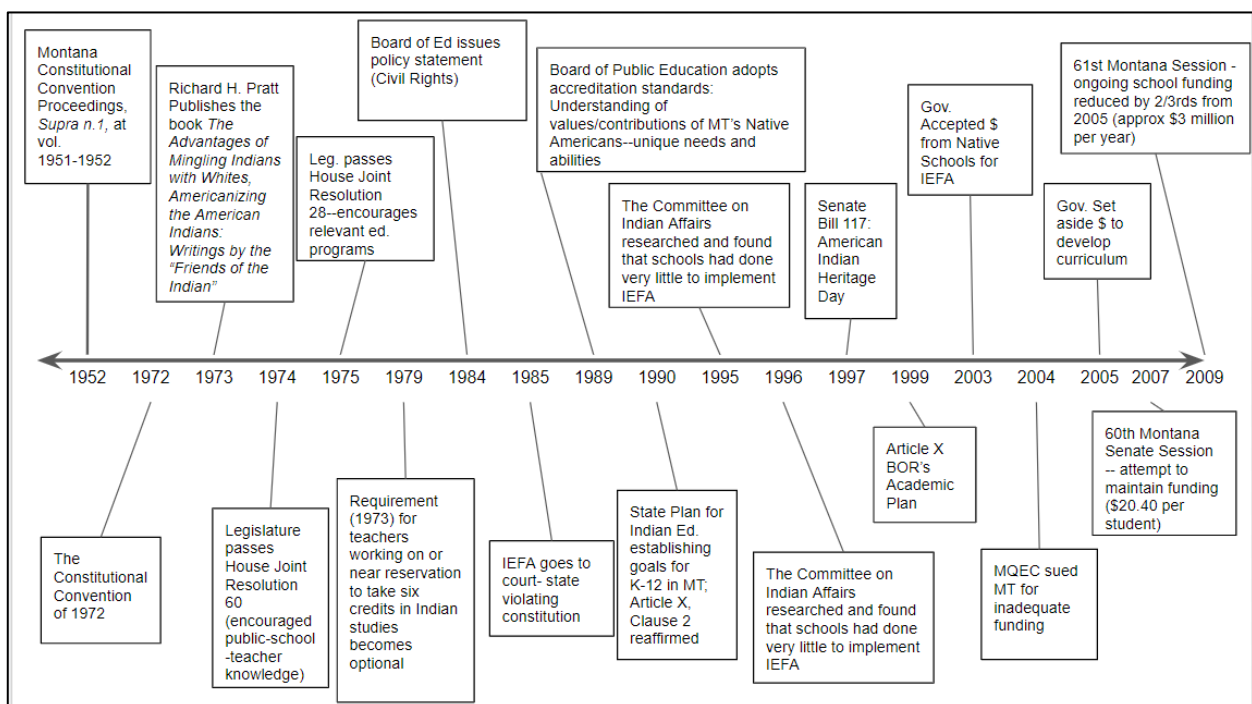 Montana
Constitutional
Convention
Proceedings,
Supra n.1, at
vol.
1951-1952
Richard H. Pratt
Publishes the
book The
Advantages of
Mingling Indians
with Whites,
Americanizing
the American
Indians:
Writings by the
“Friends of the
Indian”
Leg. passes
House Joint
Resolution
28--encourages
relevant ed.
programs
Board of Ed issues
policy statement
(Civil Rights)
Board of Public Education adopts
accreditation standards:
Understanding of
values/contributions of MT’s Native
Americans--unique needs and
abilities
The Committee on
Indian Affairs
researched and found
that schools had done
very little to implement
IEFA
Senate
Bill 117:
American
Indian
Heritage
Day
Gov.
Accepted $
from Native
Schools for
IEFA
Gov. Set
aside $ to
develop
curriculum
61st Montana Session -
ongoing school funding
reduced by 2/3rds from
2005 (approx $3 million
per year)
1952 1972 1973 1974 1975 1979 1984 1985 1989 1990 1995 1996 1997 1999 2003 2004 2005 2007 2009
The
Constitutional
Convention
of 1972
Legislature
passes
House Joint
Resolution
60
(encouraged
public-school
-teacher
knowledge)
Requirement
(1973) for
teachers
working on or
near reservation
to take six
credits in Indian
studies
becomes
optional
IEFA goes to
court- state
violating
constitution
State Plan for
Indian Ed.
establishing
goals for
K-12 in MT;
Article X,
Clause 2
reaffirmed
The Committee on
Indian Affairs
researched and found
that schools had done
very little to implement
IEFA
Article X
BOR’s
Academic
Plan
MQEC sued
MT for
inadequate
funding
60th Montana
Senate Session
-- attempt to
maintain funding
($20.40 per
student)